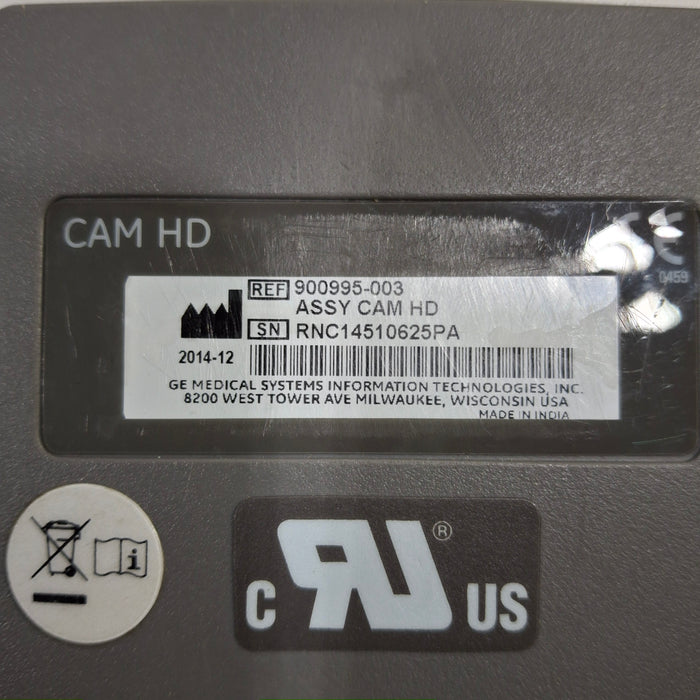 CAM HD
CE
0459
REF 900995-003
ASSY CAM HD
SN RNC14510625PA
2014-12
GE MEDICAL SYSTEMS INFORMATION TECHNOLOGIES, INC.
8200 WEST TOWER AVE MILWAUKEE, WISCONSIN USA
MADE IN INDIA
i
C RU® US